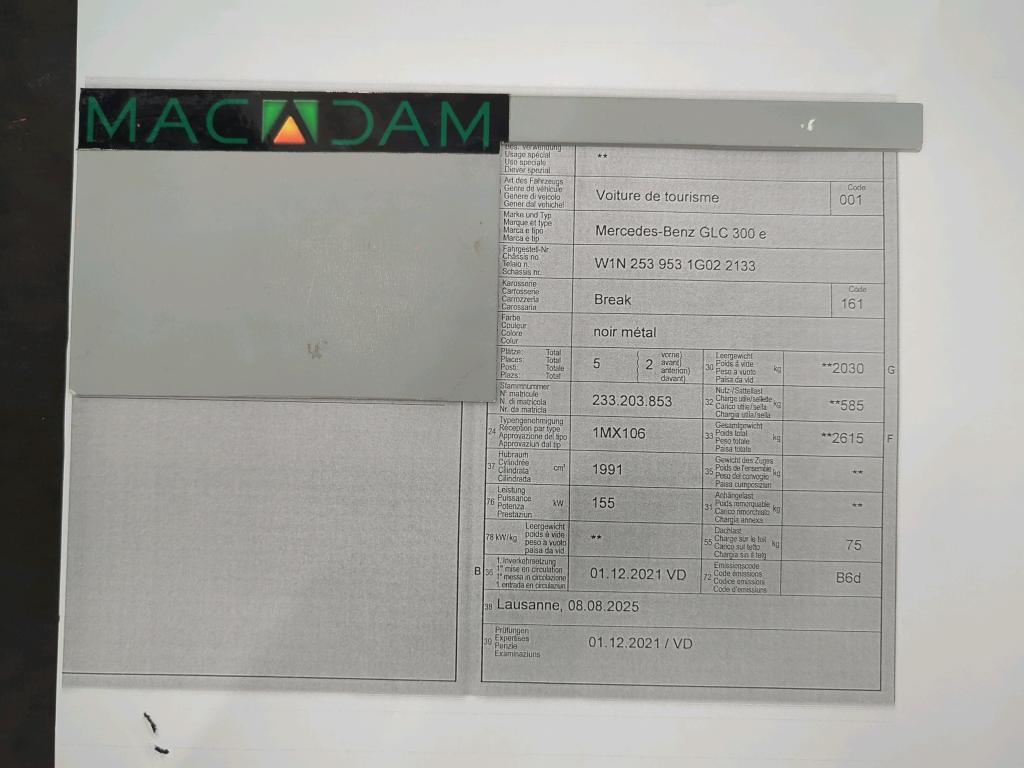 MACADAM
Bes. Verwendung
Usage spécial
Uso speciale
Diever spezial
**
Art des Fahrzeugs
Genre de véhicule
Genere di veicolo
Gener dal vehichel
Voiture de tourisme
Code
001
Marke und Typ
Marque et type
Marca e tipo
Marca e tip
Mercedes-Benz GLC 300 e
Fahrgestell-Nr.
Châssis no.
Telaio n.
Schassis nr.
W1N 253 953 1G02 2133
Karosserie
Carrosserie
Carrozzeria
Carossaria
Break
Code
161
Farbe
Couleur
Colore
Colur
noir métal
Plätze: Total
Places: Total
Posti: Totale
Plazs: Total
5
( 2
vorne)
avant)
anteriori)
davant)
30
Leergewicht
Poids à vide
Peso a vuoto
Paisa da vid
kg
**2030
G
Stammnummer
N° matricule
N. di matricola
Nr. da matricla
233.203.853
32
Nutz-/Sattellast
Charge utile/sellette
Carico utile/sella
Chargia util/sella
kg
**585
24
Typengenehmigung
Réception par type
Approvazione del tipo
Approvaziun dal tip
1MX106
33
Gesamtgewicht
Poids total
Peso totale
Paisa totala
kg
**2615
F
37
Hubraum
Cylindrée
Cilindrata
Cilindrada
cm³
1991
35
Gewicht des Zuges
Poids de l'ensemble
Peso del convoglio
Paisa cumposiziun
kg
**
76
Leistung
Puissance
Potenza
Prestaziun
kW
155
31
Anhängelast
Poids remorquable
Carico rimorchiato
Chargia annexa
kg
**
78 kW/kg
Leergewicht
poids à vide
peso a vuoto
paisa da vid
**
55
Dachlast
Charge sur le toit
Carico sul tetto
Chargia sin il tetg
kg
75
B
36
1. Inverkehrsetzung
1re mise en circulation
1a messa in circolazione
1. entrada en circulaziun
01.12.2021 VD
72
Emissionscode
Code émissions
Codice emissioni
Code d'emissiuns
B6d
38
Lausanne, 08.08.2025
39
Prüfungen
Expertises
Perizie
Examinaziuns
01.12.2021 / VD